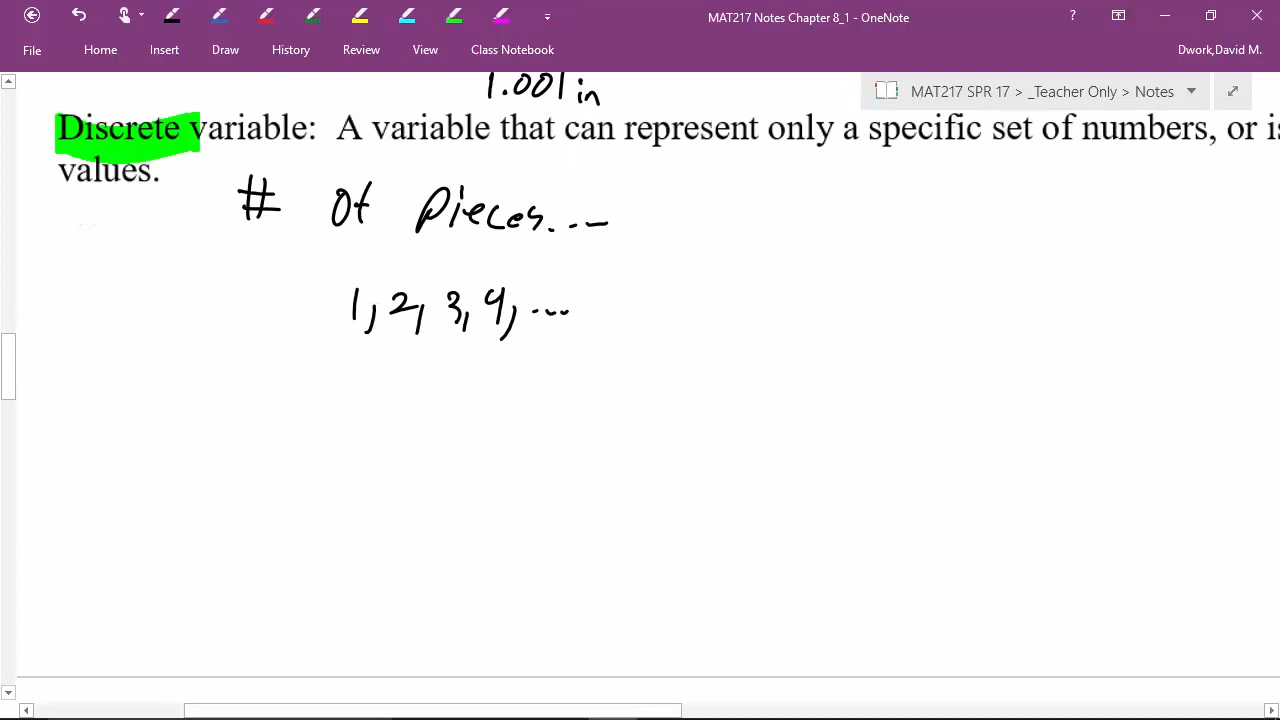 MAT217 Notes Chapter 8_1 - OneNote
?
File Home Insert Draw History Review View Class Notebook
Dwork,David M.
1.001 in
MAT217 SPR 17 > _Teacher Only > Notes
Discrete variable: A variable that can represent only a specific set of numbers, or is
values.
# of pieces...
1, 2, 3, 4, ...